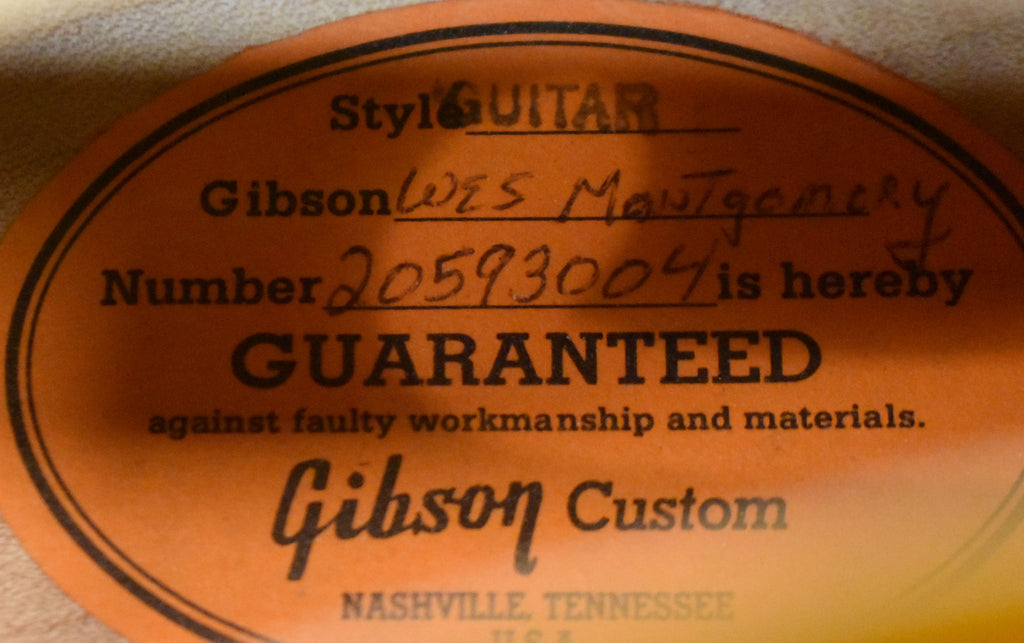 Style GUITAR
Gibson Wes Montgomery
Number 20593004 is hereby
GUARANTEED
against faulty workmanship and materials.
Gibson Custom
NASHVILLE, TENNESSEE
U.S.A.